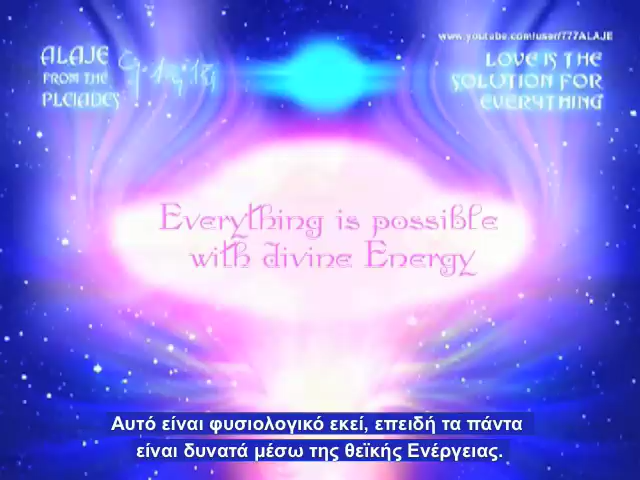 www.youtube.com/user/777ALAJE
ALAJE
FROM THE
PLEIADES
LOVE IS THE
SOLUTION FOR
EVERYTHING
Everything is possible
with divine Energy
Αυτό είναι φυσιολογικό εκεί, επειδή τα πάντα
είναι δυνατά μέσω της θεϊκής Ενέργειας.